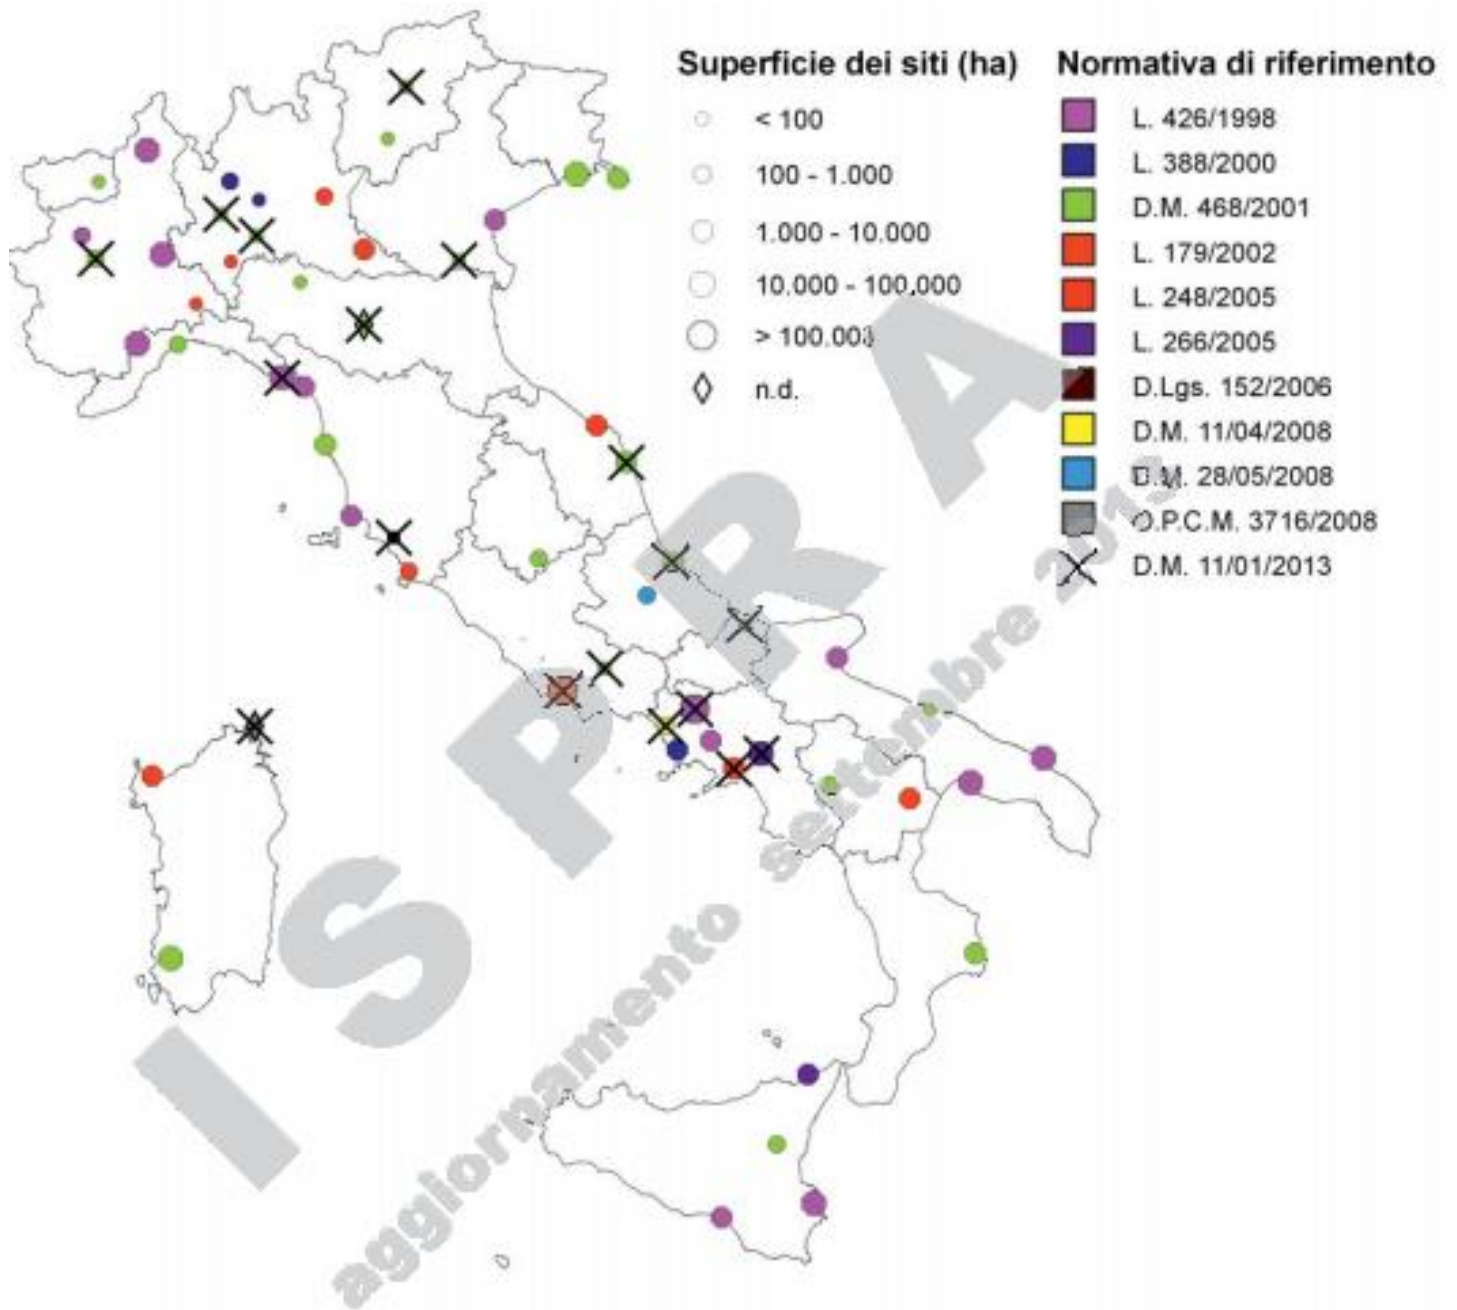 Superficie dei siti (ha)
< 100
100 - 1.000
1.000 - 10.000
10.000 - 100.000
> 100.000
n.d.
Normativa di riferimento
L. 426/1998
L. 388/2000
D.M. 468/2001
L. 179/2002
L. 248/2005
L. 266/2005
D.Lgs. 152/2006
D.M. 11/04/2008
D.M. 28/05/2008
O.P.C.M. 3716/2008
D.M. 11/01/2013
ISPRA
aggiornamento settembre 2013